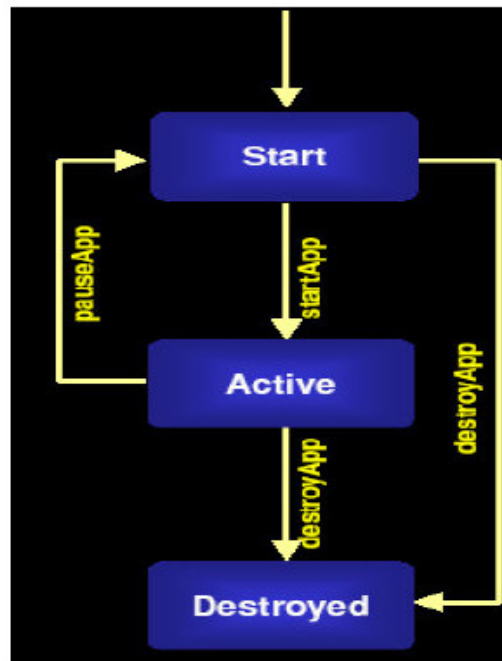 Start
pauseApp
startApp
destroyApp
Active
destroyApp
Destroyed